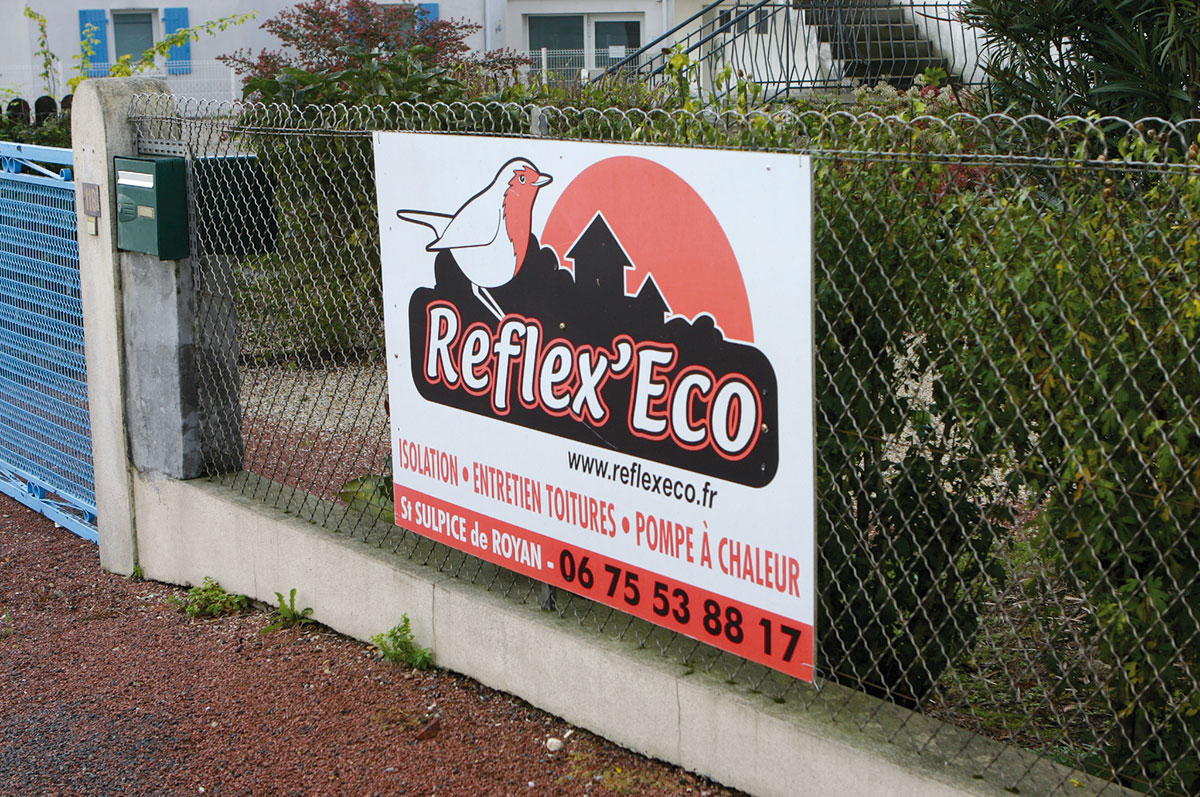 Reflex'Eco
www.reflexeco.fr
ISOLATION • ENTRETIEN TOITURES • POMPE À CHALEUR
St SULPICE de ROYAN - 06 75 53 88 17